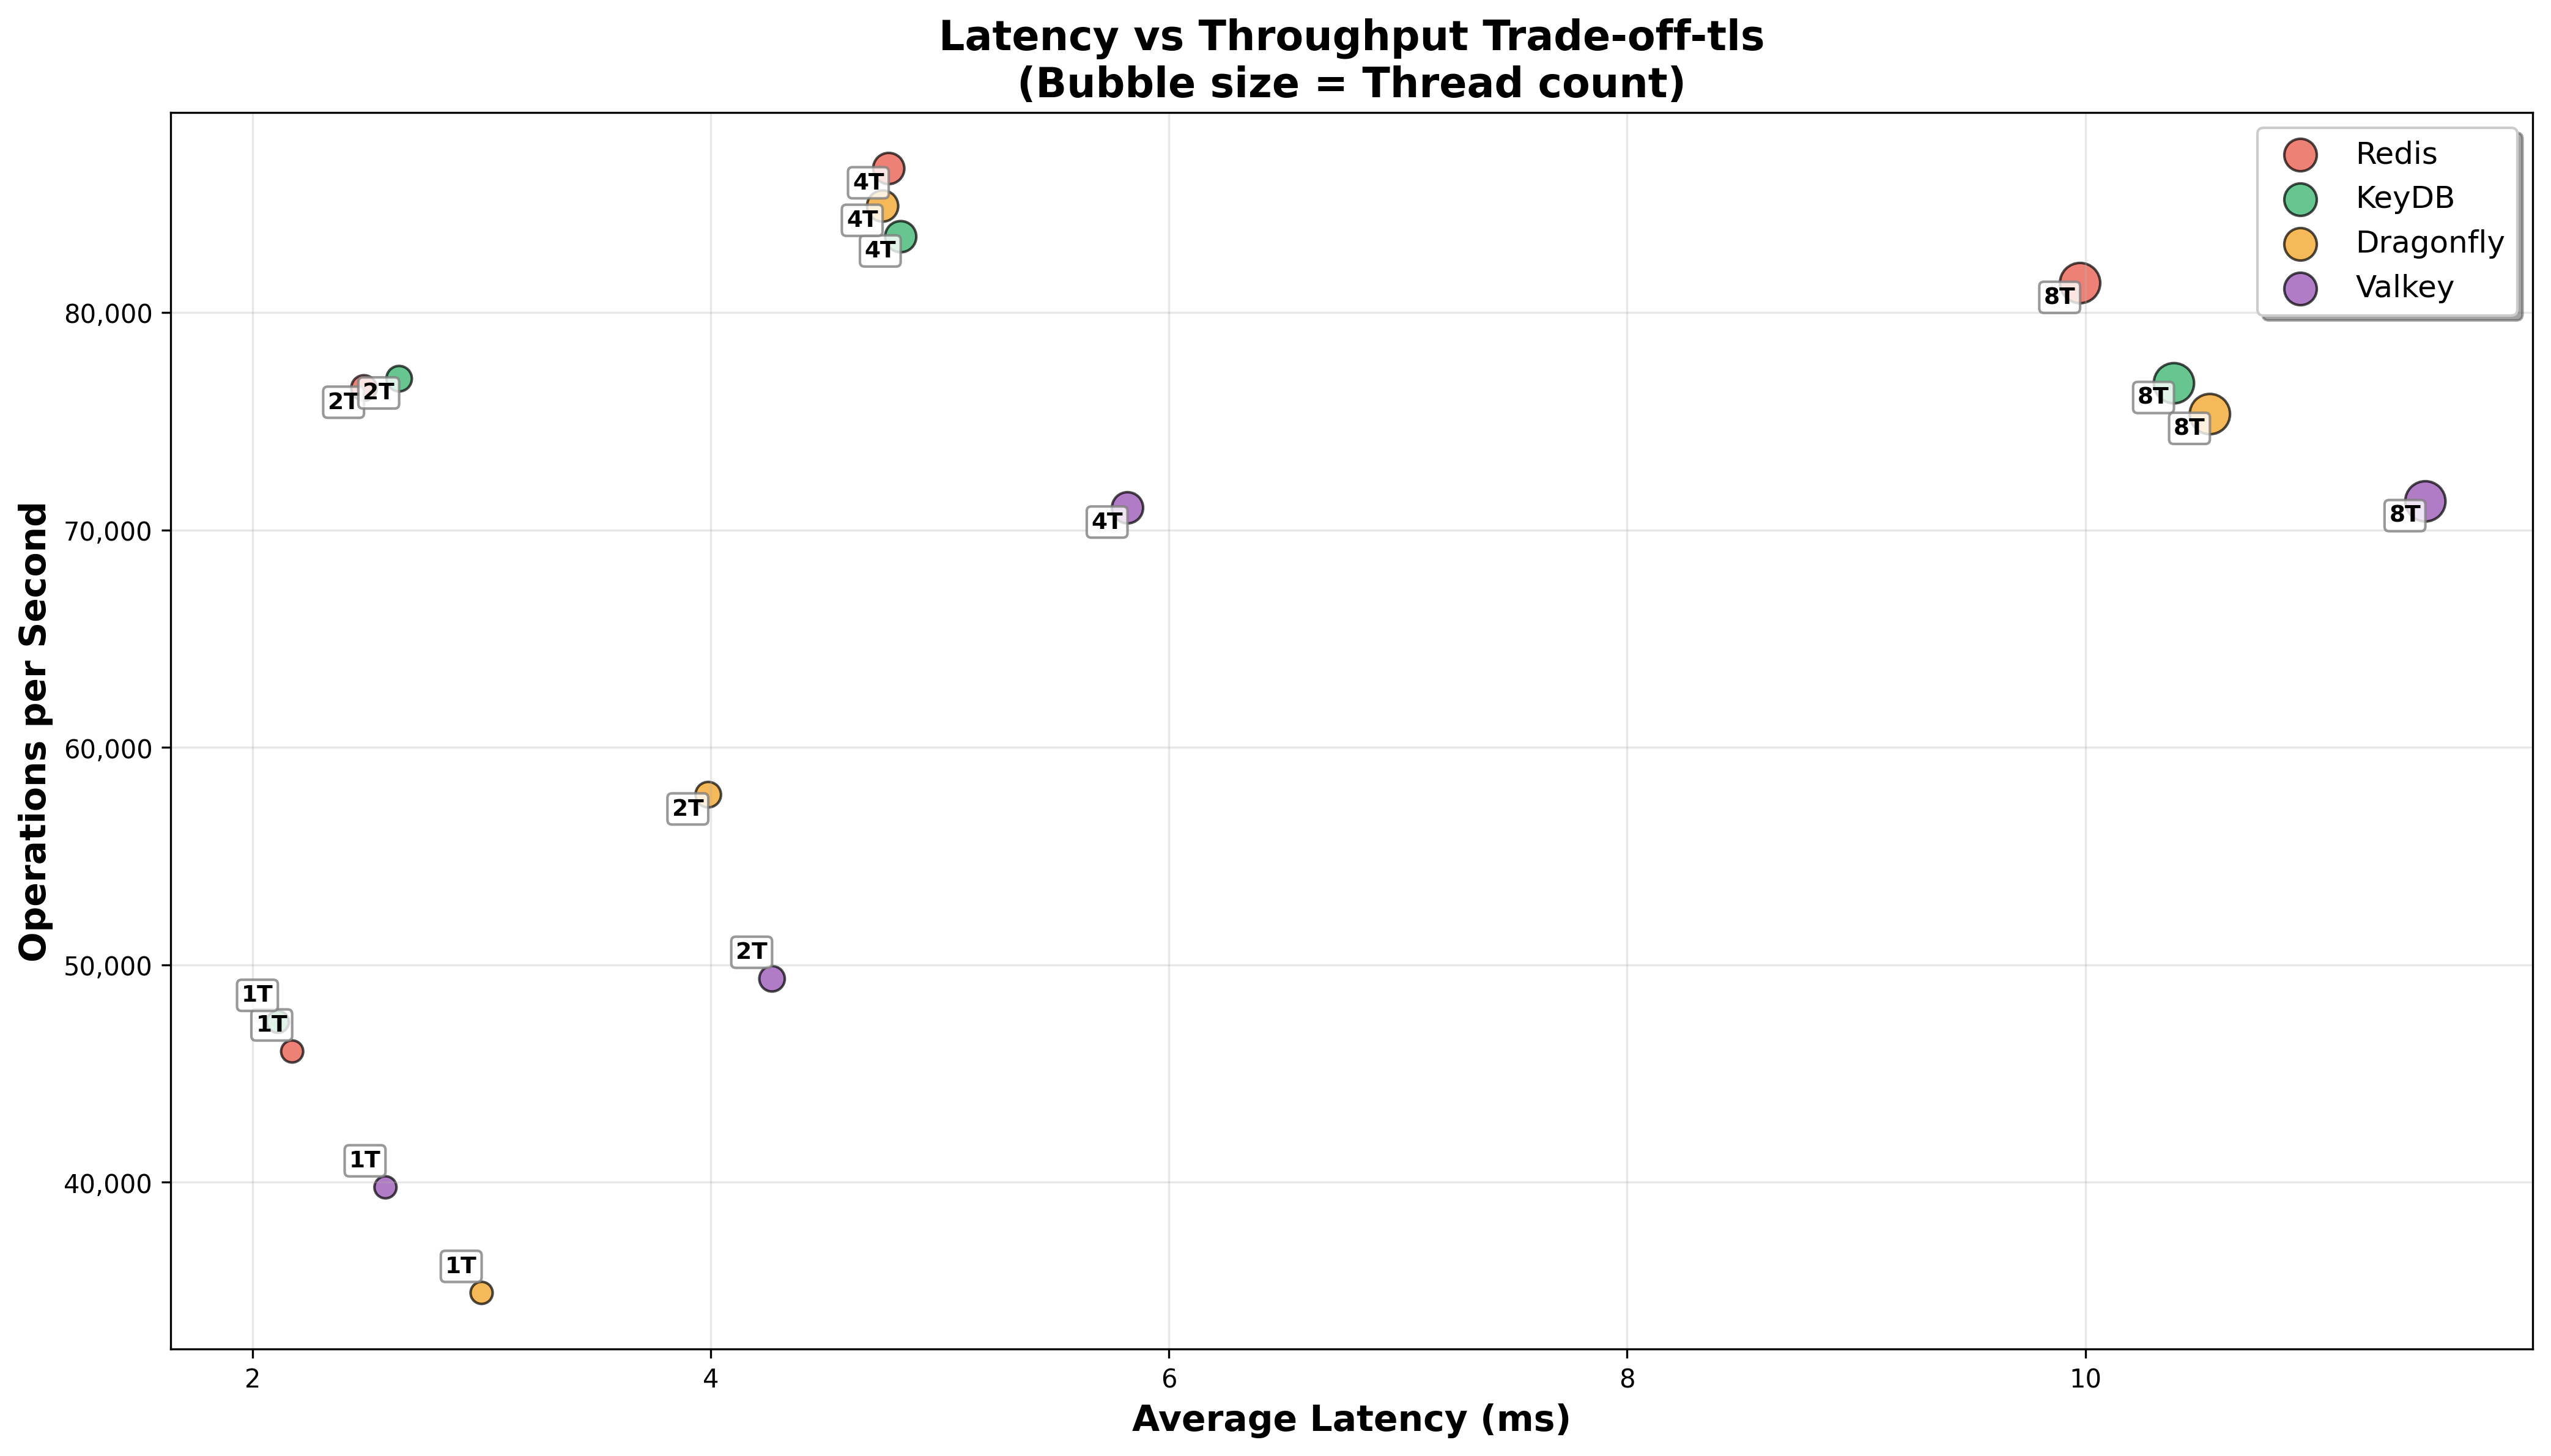 Latency vs Throughput Trade-off-tls
(Bubble size = Thread count)
Redis
KeyDB
Dragonfly
Valkey
4T
4T
4T
8T
80,000
2T
2T
8T
8T
4T
8T
70,000
Operations per Second
60,000
2T
2T
50,000
1T
1T
1T
40,000
1T
2
4
6
8
10
Average Latency (ms)